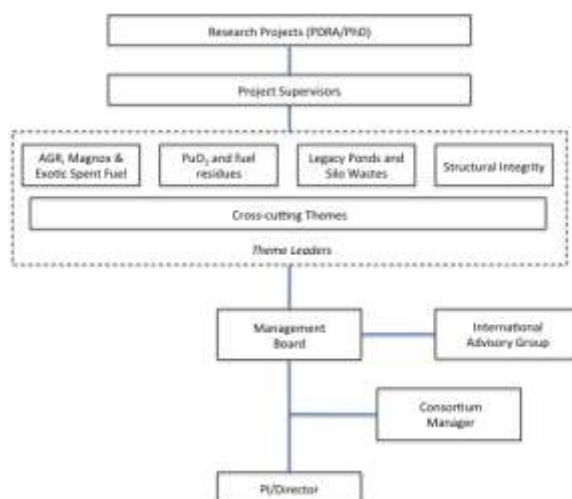 Research Projects (PDRA/PhD)
Project Supervisors
AGR, Magnox &
Exotic Spent Fuel
PuO₂ and fuel
residues
Legacy Ponds and
Silo Wastes
Structural Integrity
Cross-cutting Themes
Theme Leaders
Management
Board
International
Advisory Group
Consortium
Manager
PI/Director